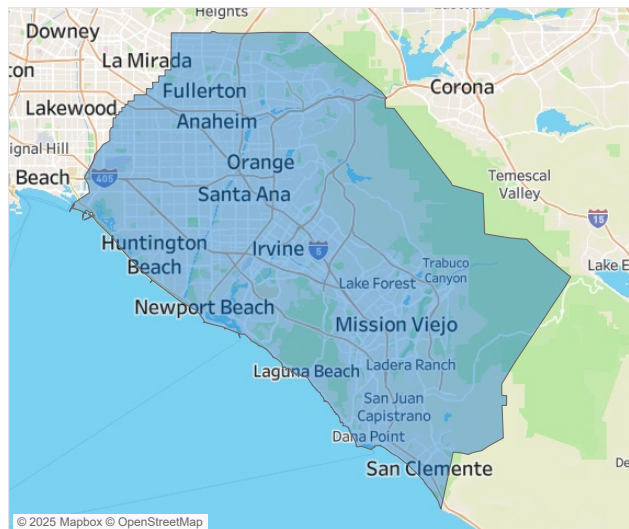 Heights
Downey
La Mirada
ton
Corona
Fullerton
Lakewood
Anaheim
ignal Hill
Orange
Beach
405
Temescal
Valley
Santa Ana
15
Huntington
Beach
Irvine
5
Trabuco
Canyon
Lake E
Lake Forest
Newport Beach
Mission Viejo
Laguna Beach
Ladera Ranch
San Juan
Capistrano
Dana Point
San Clemente
De
© 2025 Mapbox © OpenStreetMap